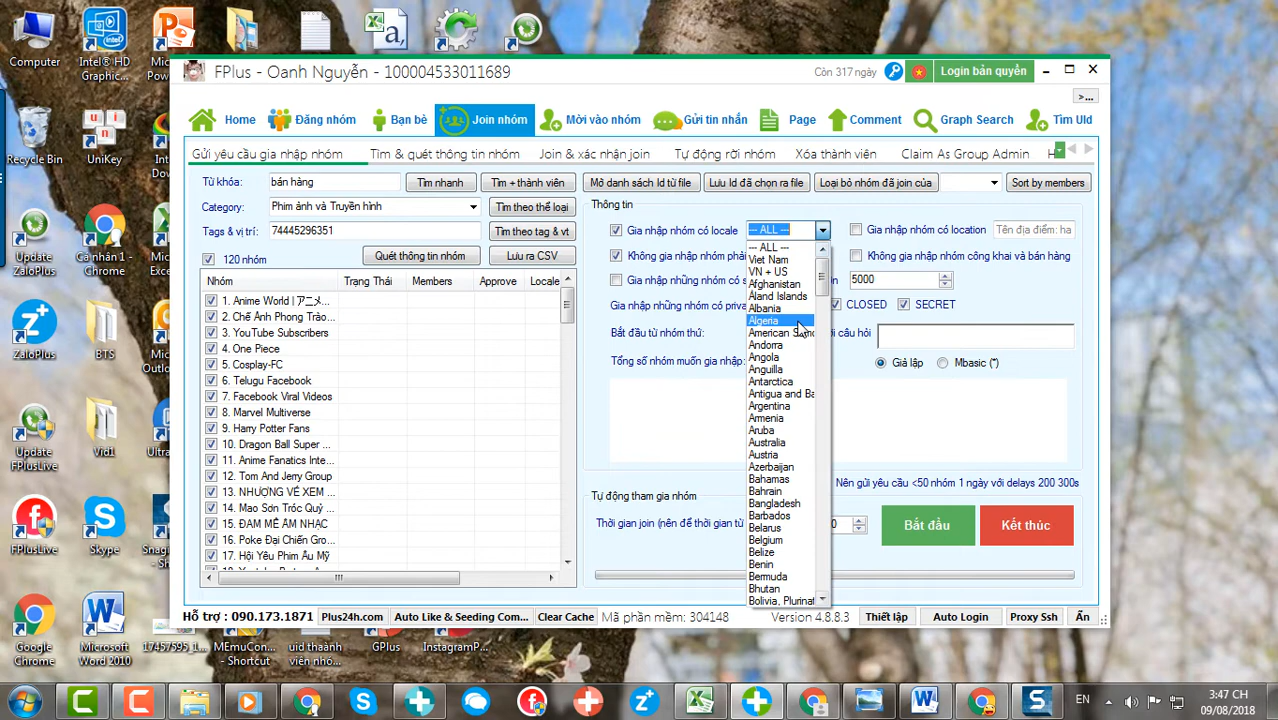 Computer
Intel® HD
Graphic...
Mic
Pow
FPlus - Oanh Nguyễn - 100004533011689
Còn 317 ngày
Login bản quyền
>...
Home
Đăng nhóm
Bạn bè
Join nhóm
Mời vào nhóm
Gửi tin nhắn
Page
Comment
Graph Search
Tìm UId
Recycle Bin
UniKey
Gửi yêu cầu gia nhập nhóm
Tìm & quét thông tin nhóm
Join & xác nhận join
Tự động rời nhóm
Xóa thành viên
Claim As Group Admin
Từ khóa:
bán hàng
Tìm nhanh
Tìm + thành viên
Mở danh sách Id từ file
Lưu Id đã chọn ra file
Loại bỏ nhóm đã join của
Sort by members
Category:
Phim ảnh và Truyền hình
Tìm theo thể loại
Thông tin
Tags & vị trí:
74445296351
Tìm theo tag & vt
Gia nhập nhóm có locale
--- ALL ---
Gia nhập nhóm có location
Tên địa điểm: ha
120 nhóm
Quét thông tin nhóm
Lưu ra CSV
Không gia nhập nhóm phải
Không gia nhập nhóm công khai và bán hàng
Nhóm
Trạng Thái
Members
Approve
Locale
Gia nhập những nhóm có số
5000
Gia nhập những nhóm có priva
CLOSED
SECRET
Bắt đầu từ nhóm thứ:
câu hỏi
Tổng số nhóm muốn gia nhập:
Giả lập
Mbasic (*)
--- ALL ---
Viet Nam
VN + US
Afghanistan
Aland Islands
Albania
Algeria
Andorra
Angola
Anguilla
Antarctica
Antigua and Ba
Argentina
Armenia
Aruba
Australia
Austria
Azerbaijan
Bahamas
Bahrain
Bangladesh
Barbados
Belarus
Belgium
Belize
Benin
Bermuda
Bhutan
Bolivia, Plurinat
1. Anime World | アニメ...
2. Chế Ảnh Phong Trào...
3. YouTube Subscribers
4. One Piece
5. Cosplay-FC
6. Telugu Facebook
7. Facebook Viral Videos
8. Marvel Multiverse
9. Harry Potter Fans
10. Dragon Ball Super ...
11. Anime Fanatics Inte...
12. Tom And Jerry Group
13. NHƯỢNG VÉ XEM ...
14. Sơn Tróc Quỷ ...
15. ĐAM MÊ ÂM NHẠC
16. Poke Đại Chiến Gro...
17. Hội Yêu Phim Âu Mỹ
Nên gửi yêu cầu <50 nhóm 1 ngày với delays 200 300s
Tự động tham gia nhóm
Thời gian join (nên để thời gian từ
0
Bắt đầu
Kết thúc
Hỗ trợ : 090.173.1871
Plus24h.com
Auto Like & Seeding Com...
Clear Cache
Mã phần mềm: 304148
Version 4.8.8.3
Thiết lập
Auto Login
Proxy Ssh
Ẩn
Update
ZaloPlus
Cá nhân 1 -
Chrome
ZaloPlus
BTS
Update
FPlusLive
Vid1
Ultra
FPlusLive
Skype
Snagi
Google
Chrome
Microsoft
Word 2010
17457595_1...
MEmuCon...
- Shortcut
uid thaành
viên nho...
GPlus
InstagramP...
EN
3:47 CH
09/08/2018